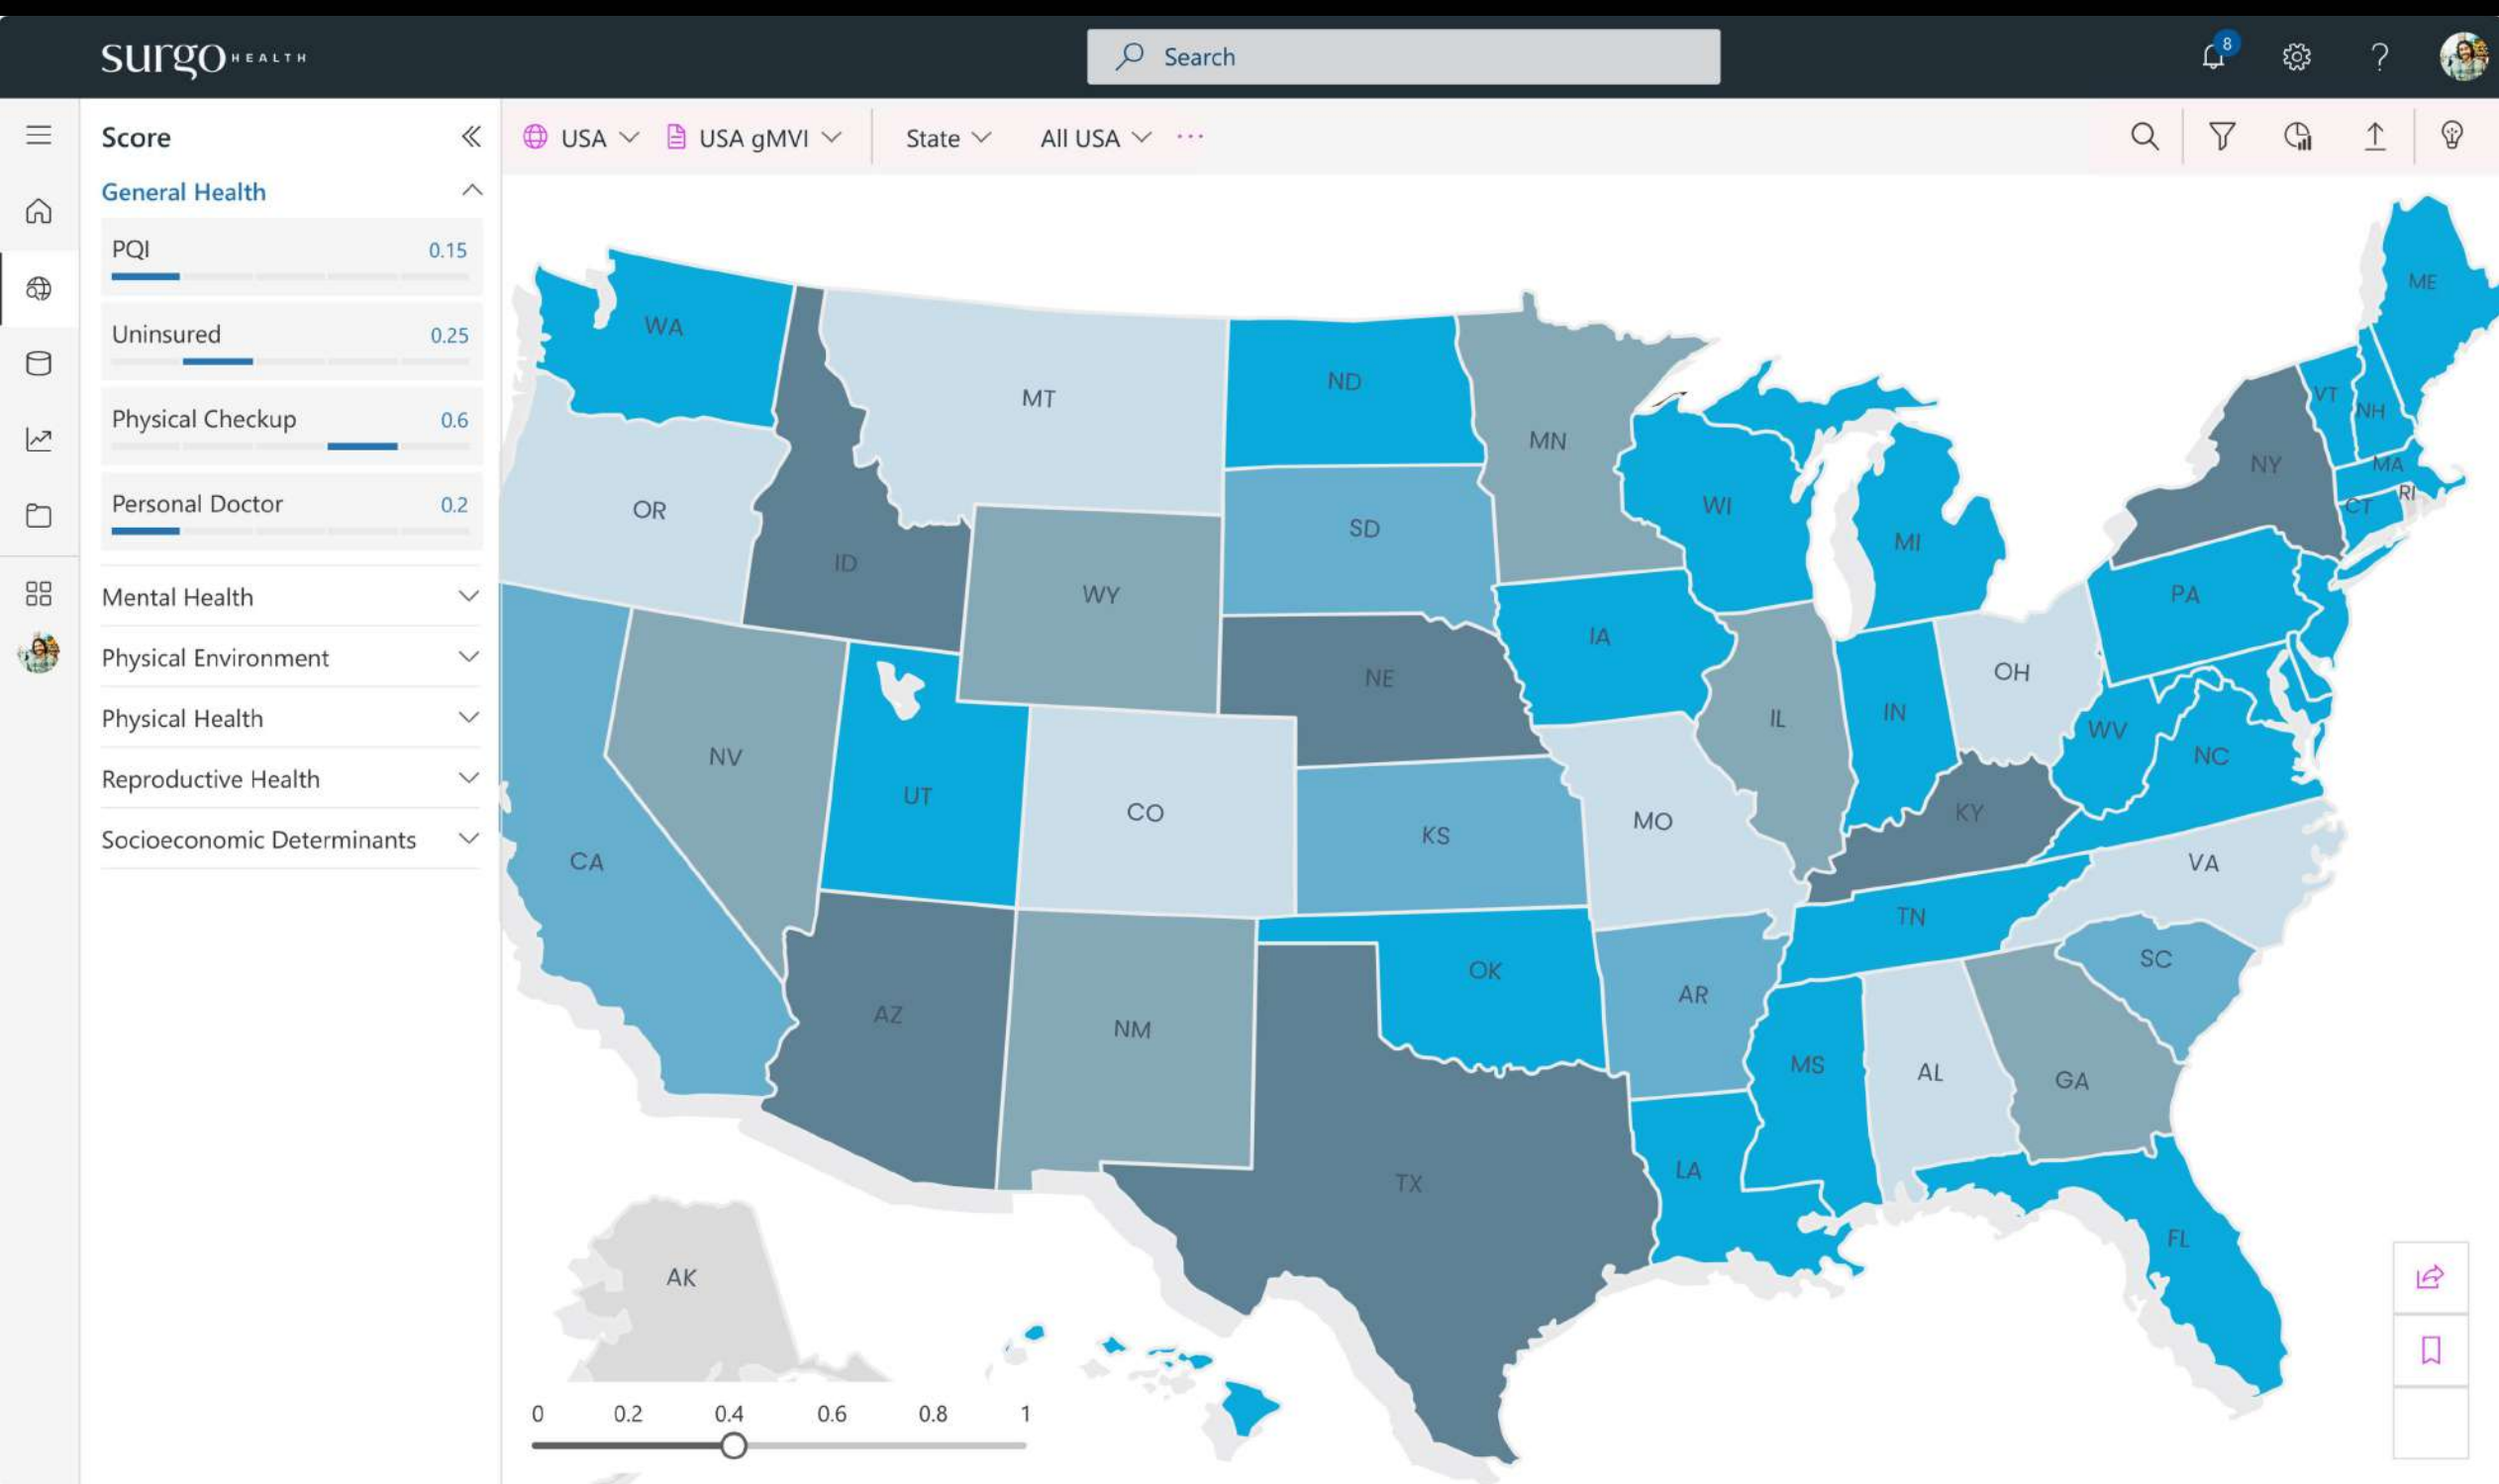 surgo HEALTH
Search
8
?
Score
USA
USA gMVI
State
All USA
General Health
PQI
0.15
Uninsured
0.25
Physical Checkup
0.6
Personal Doctor
0.2
Mental Health
Physical Environment
Physical Health
Reproductive Health
Socioeconomic Determinants
ME
WA
ND
MT
VT
NH
MN
NY
MA
RI
CT
WI
OR
SD
MI
ID
WY
PA
IA
NE
OH
IL
IN
WV
NC
NV
UT
CO
KY
MO
KS
CA
VA
TN
SC
OK
AR
AZ
NM
MS
AL
GA
LA
TX
FL
AK
0 0.2 0.4 0.6 0.8 1